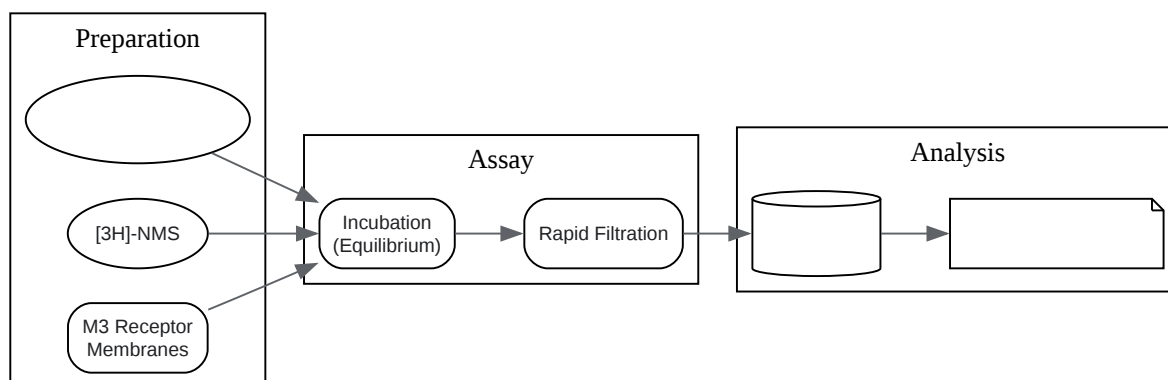 Preparation
[3H]-NMS
M3 Receptor
Membranes
Assay
Incubation
(Equilibrium)
Rapid Filtration
Analysis